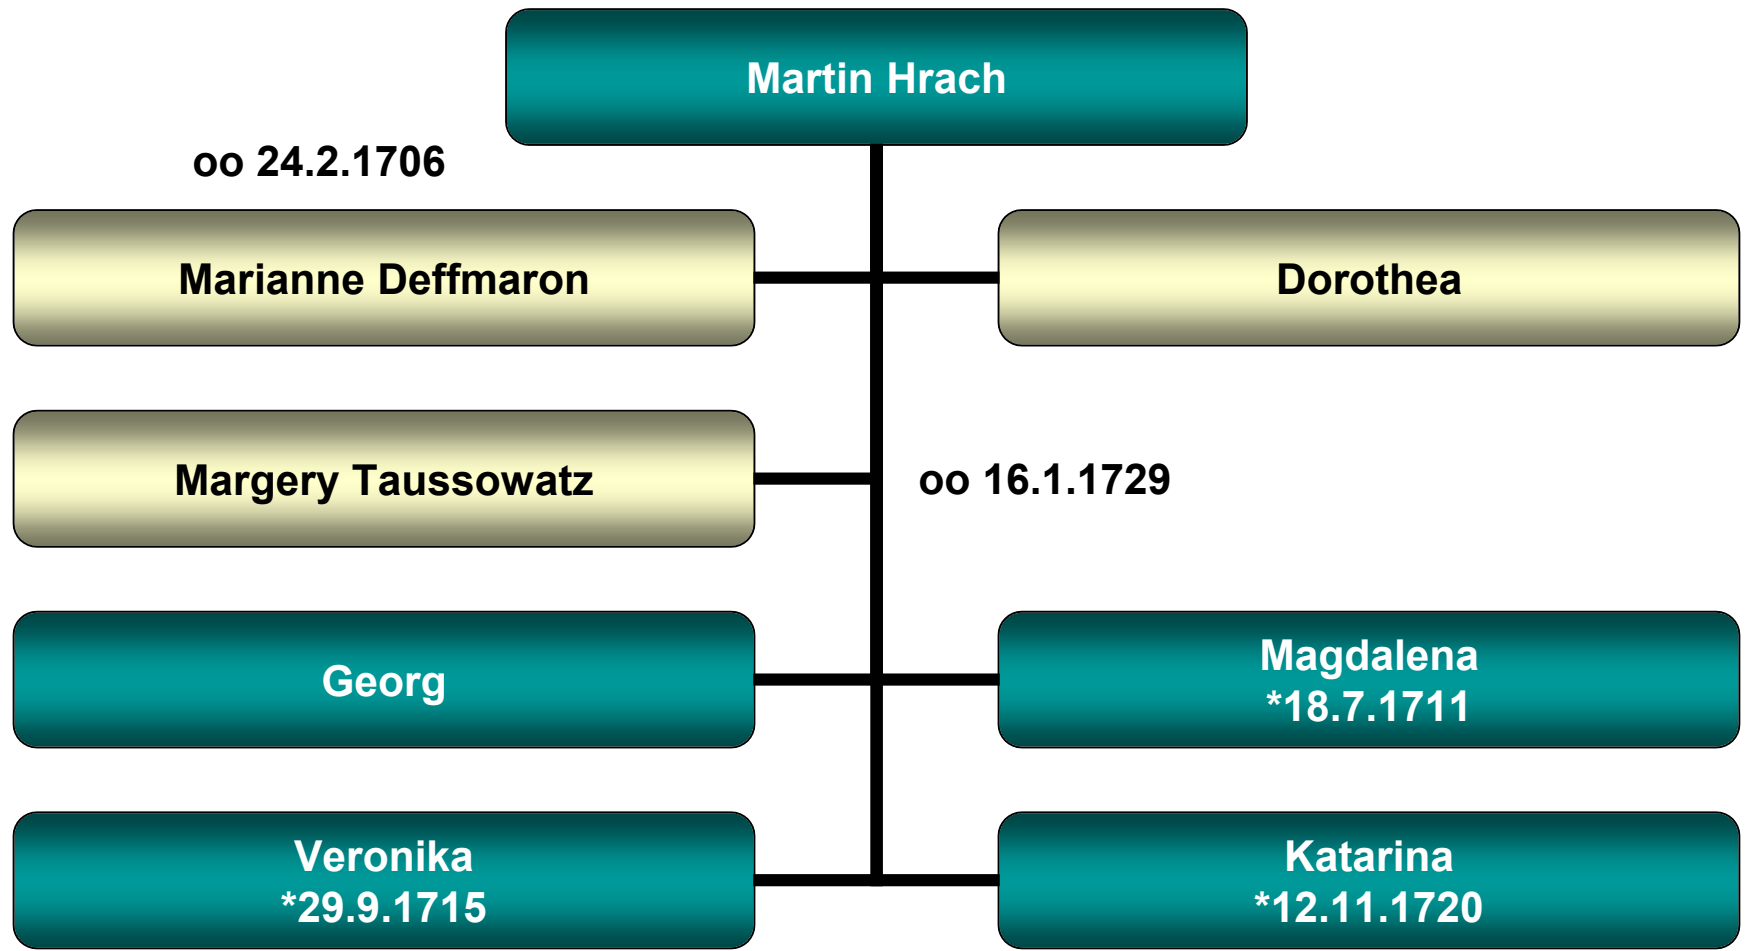 Martin Hrach
oo 24.2.1706
Marianne Deffmaron
Dorothea
Margery Taussowatz
oo 16.1.1729
Georg
Magdalena
*18.7.1711
Veronika
*29.9.1715
Katarina
*12.11.1720